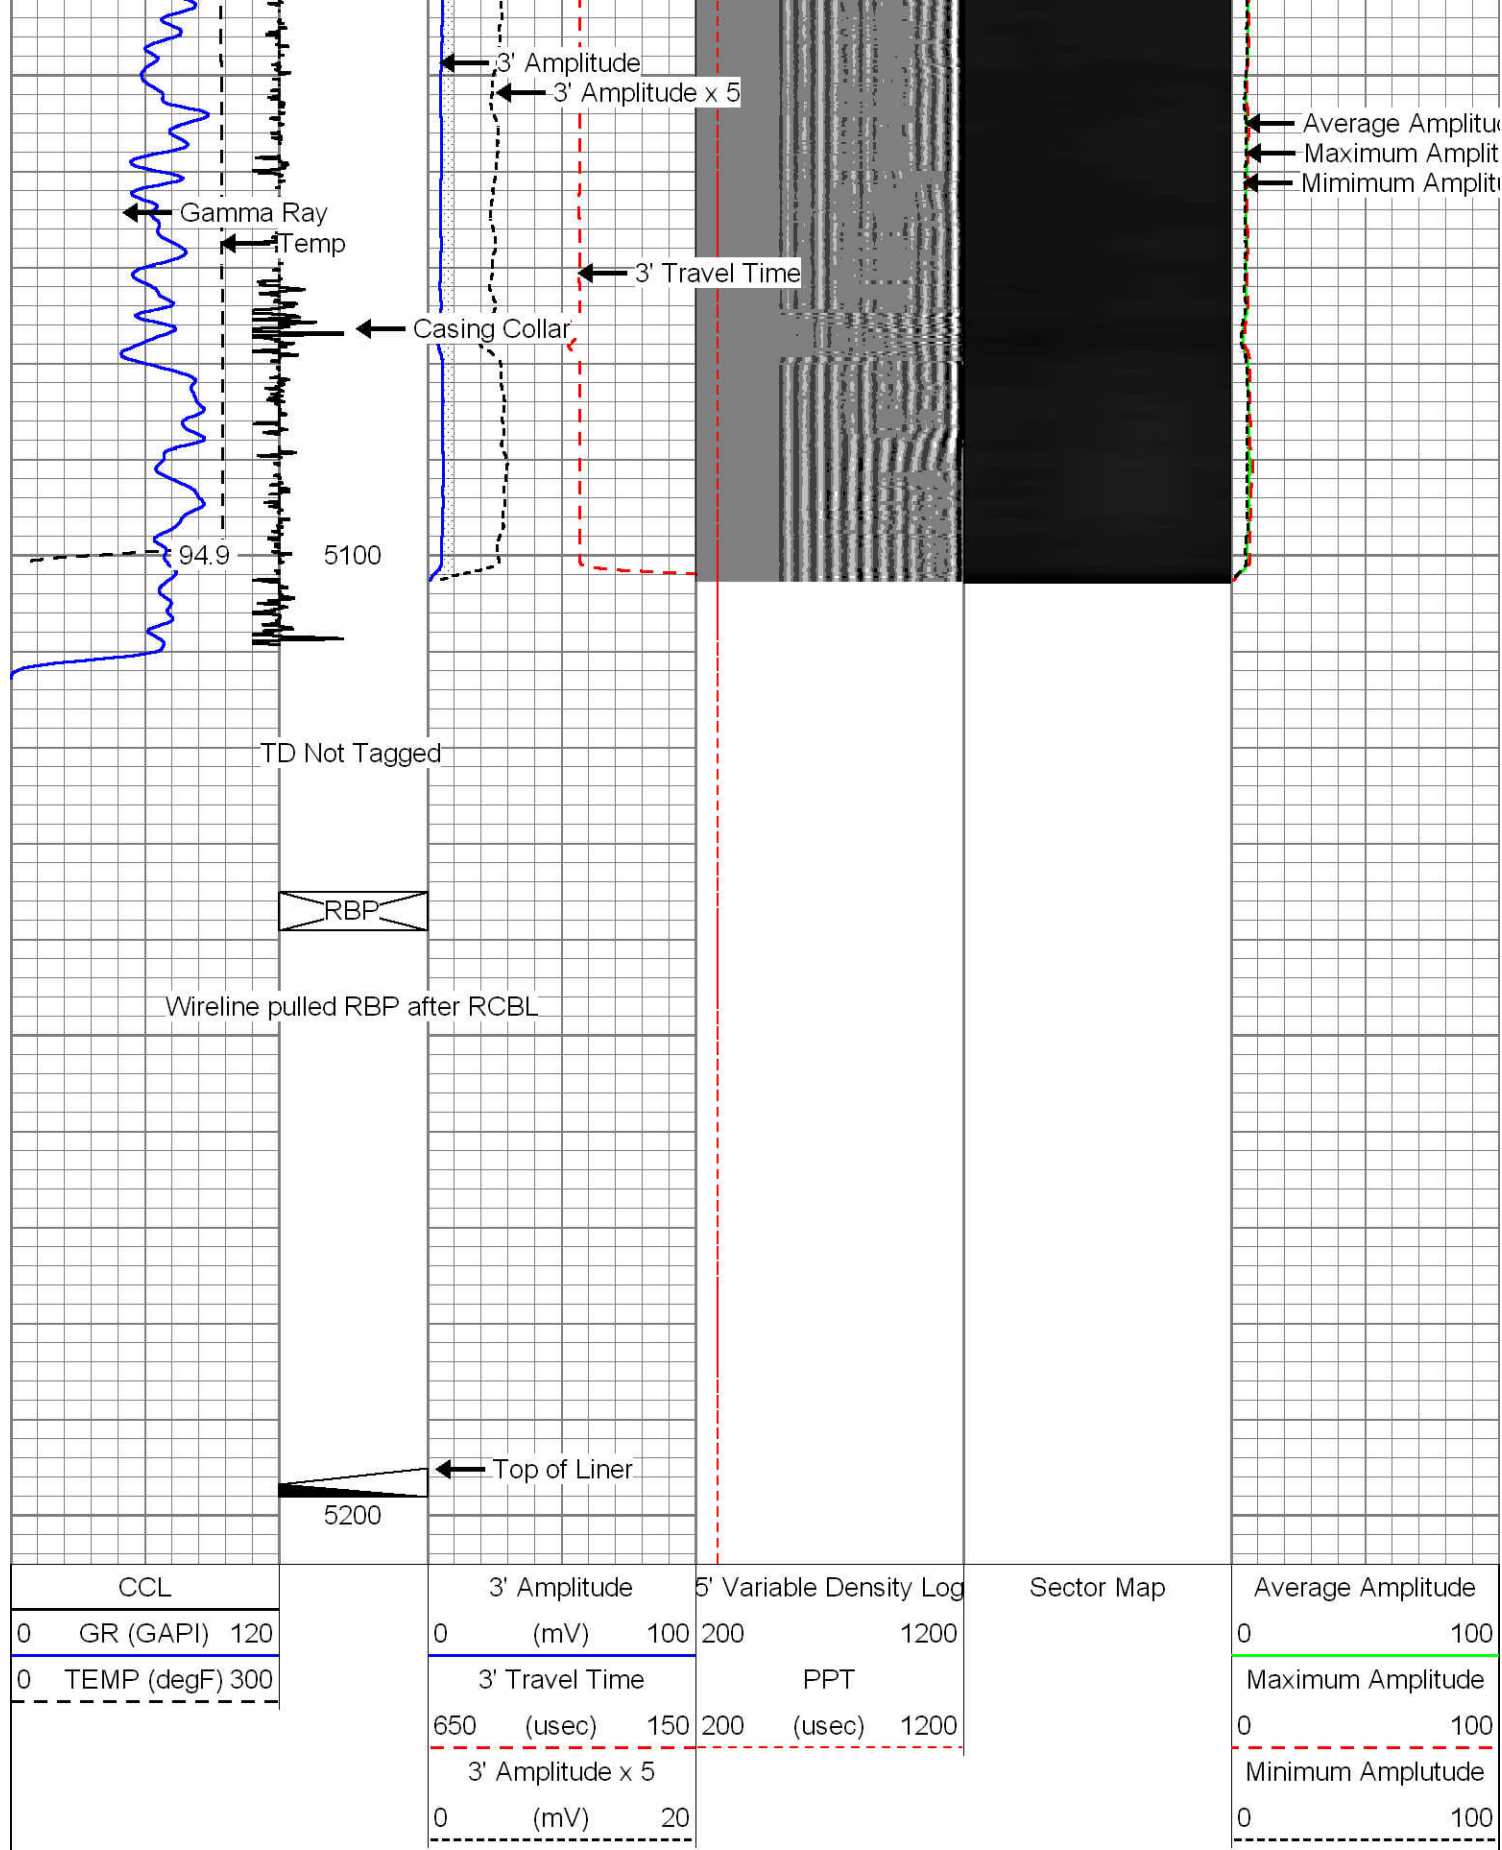 3' Amplitude
3' Amplitude x 5
Average Amplitud
Maximum Amplit
Mimimum Amplitu
Gamma Ray
Temp
3' Travel Time
Casing Collar
94.9
5100
TD Not Tagged
RBP
Wireline pulled RBP after RCBL
Top of Liner
5200
CCL
0 GR (GAPI) 120
0 TEMP (degF) 300
3' Amplitude
0 (mV) 100
3' Travel Time
650 (usec) 150
3' Amplitude x 5
0 (mV) 20
5' Variable Density Log
200 1200
PPT
200 (usec) 1200
Sector Map
Average Amplitude
0 100
Maximum Amplitude
0 100
Minimum Amplutude
0 100